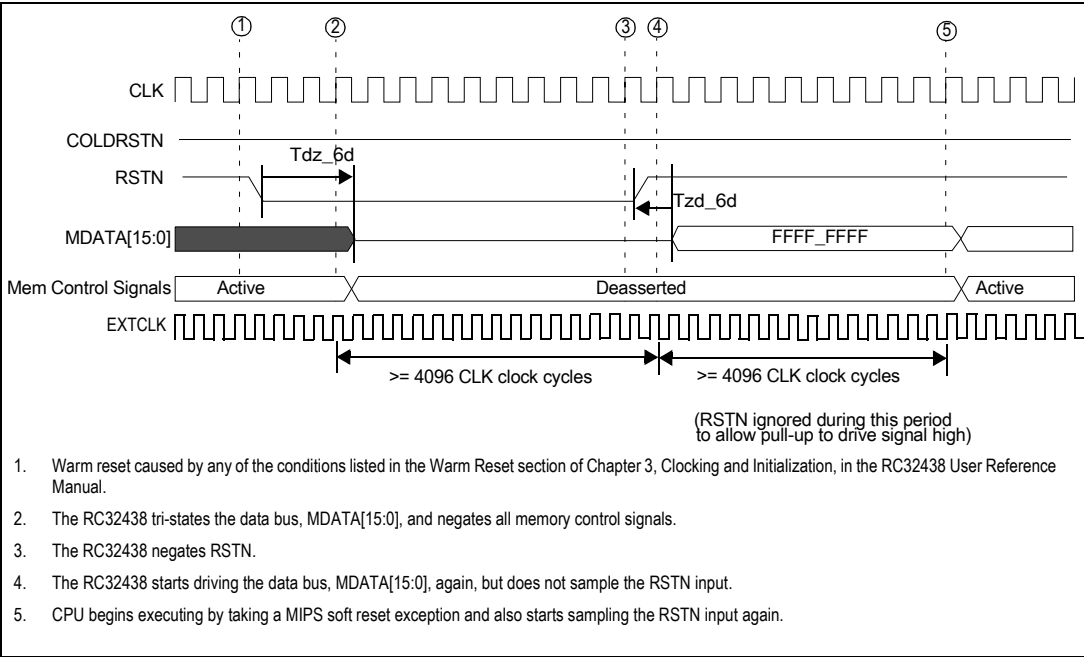 1 2 3 4 5
CLK
COLDRSTN
Tdz_6d
RSTN
Tzd_6d
MDATA[15:0] FFFF_FFFF
Mem Control Signals Active Deasserted Active
EXTCLK
>= 4096 CLK clock cycles >= 4096 CLK clock cycles
(RSTN ignored during this period
to allow pull-up to drive signal high)
1. Warm reset caused by any of the conditions listed in the Warm Reset section of Chapter 3, Clocking and Initialization, in the RC32438 User Reference
Manual.
2. The RC32438 tri-states the data bus, MDATA[15:0], and negates all memory control signals.
3. The RC32438 negates RSTN.
4. The RC32438 starts driving the data bus, MDATA[15:0], again, but does not sample the RSTN input.
5. CPU begins executing by taking a MIPS soft reset exception and also starts sampling the RSTN input again.